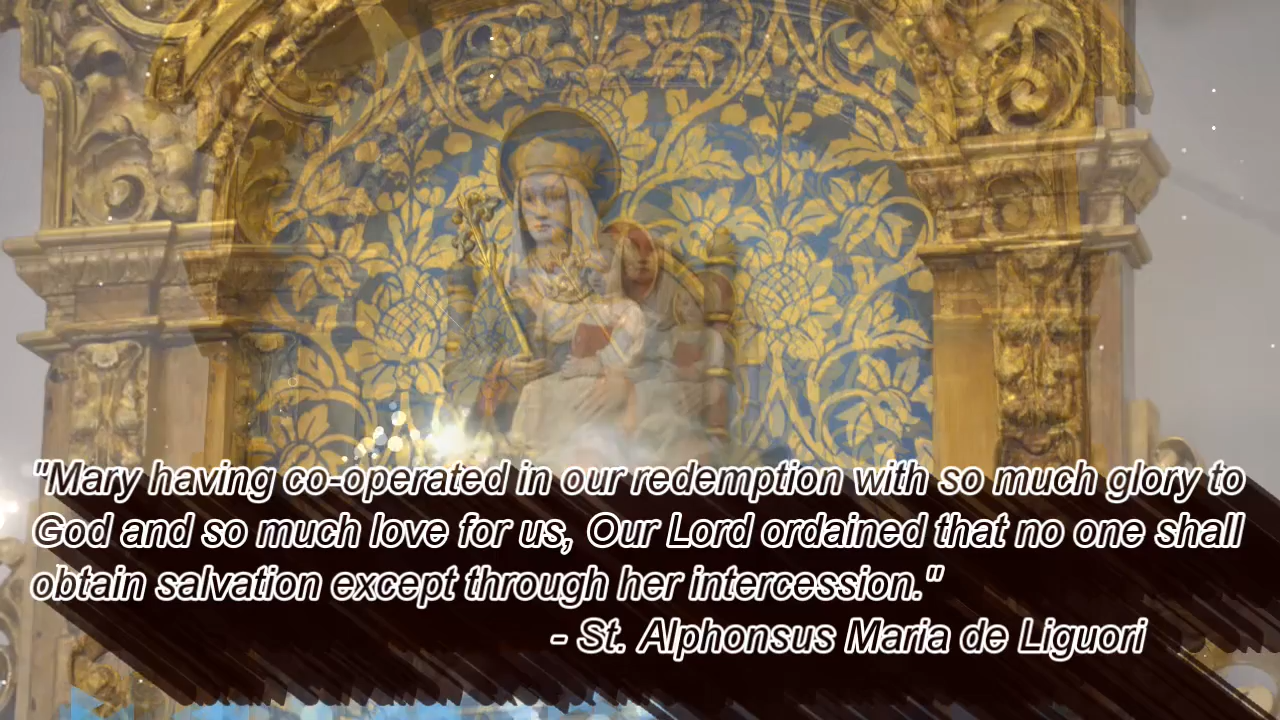 "Mary having co-operated in our redemption with so much glory to
God and so much love for us, Our Lord ordained that no one shall
obtain salvation except through her intercession."
- St. Alphonsus Maria de Liguori